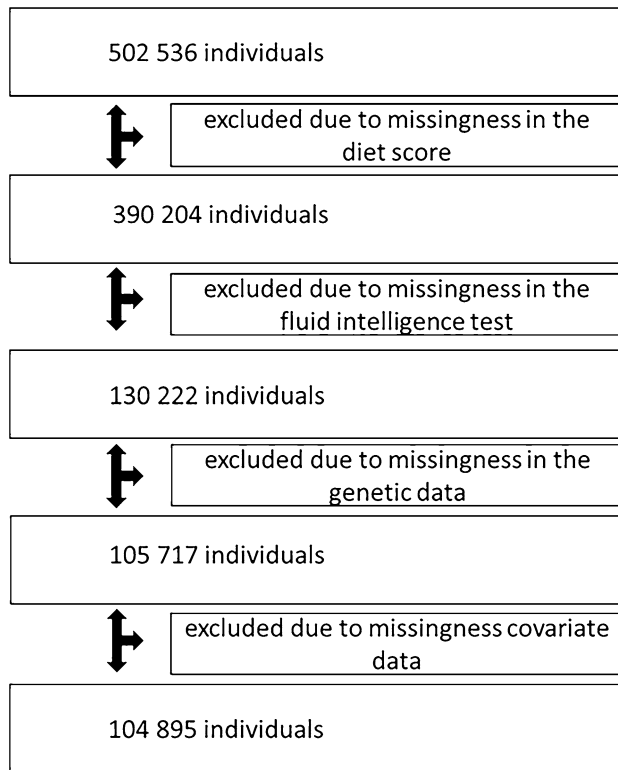 502 536 individuals
excluded due to missingness in the
diet score
390 204 individuals
excluded due to missingness in the
fluid intelligence test
130 222 individuals
excluded due to missingness in the
genetic data
105 717 individuals
excluded due to missingness covariate
data
104 895 individuals